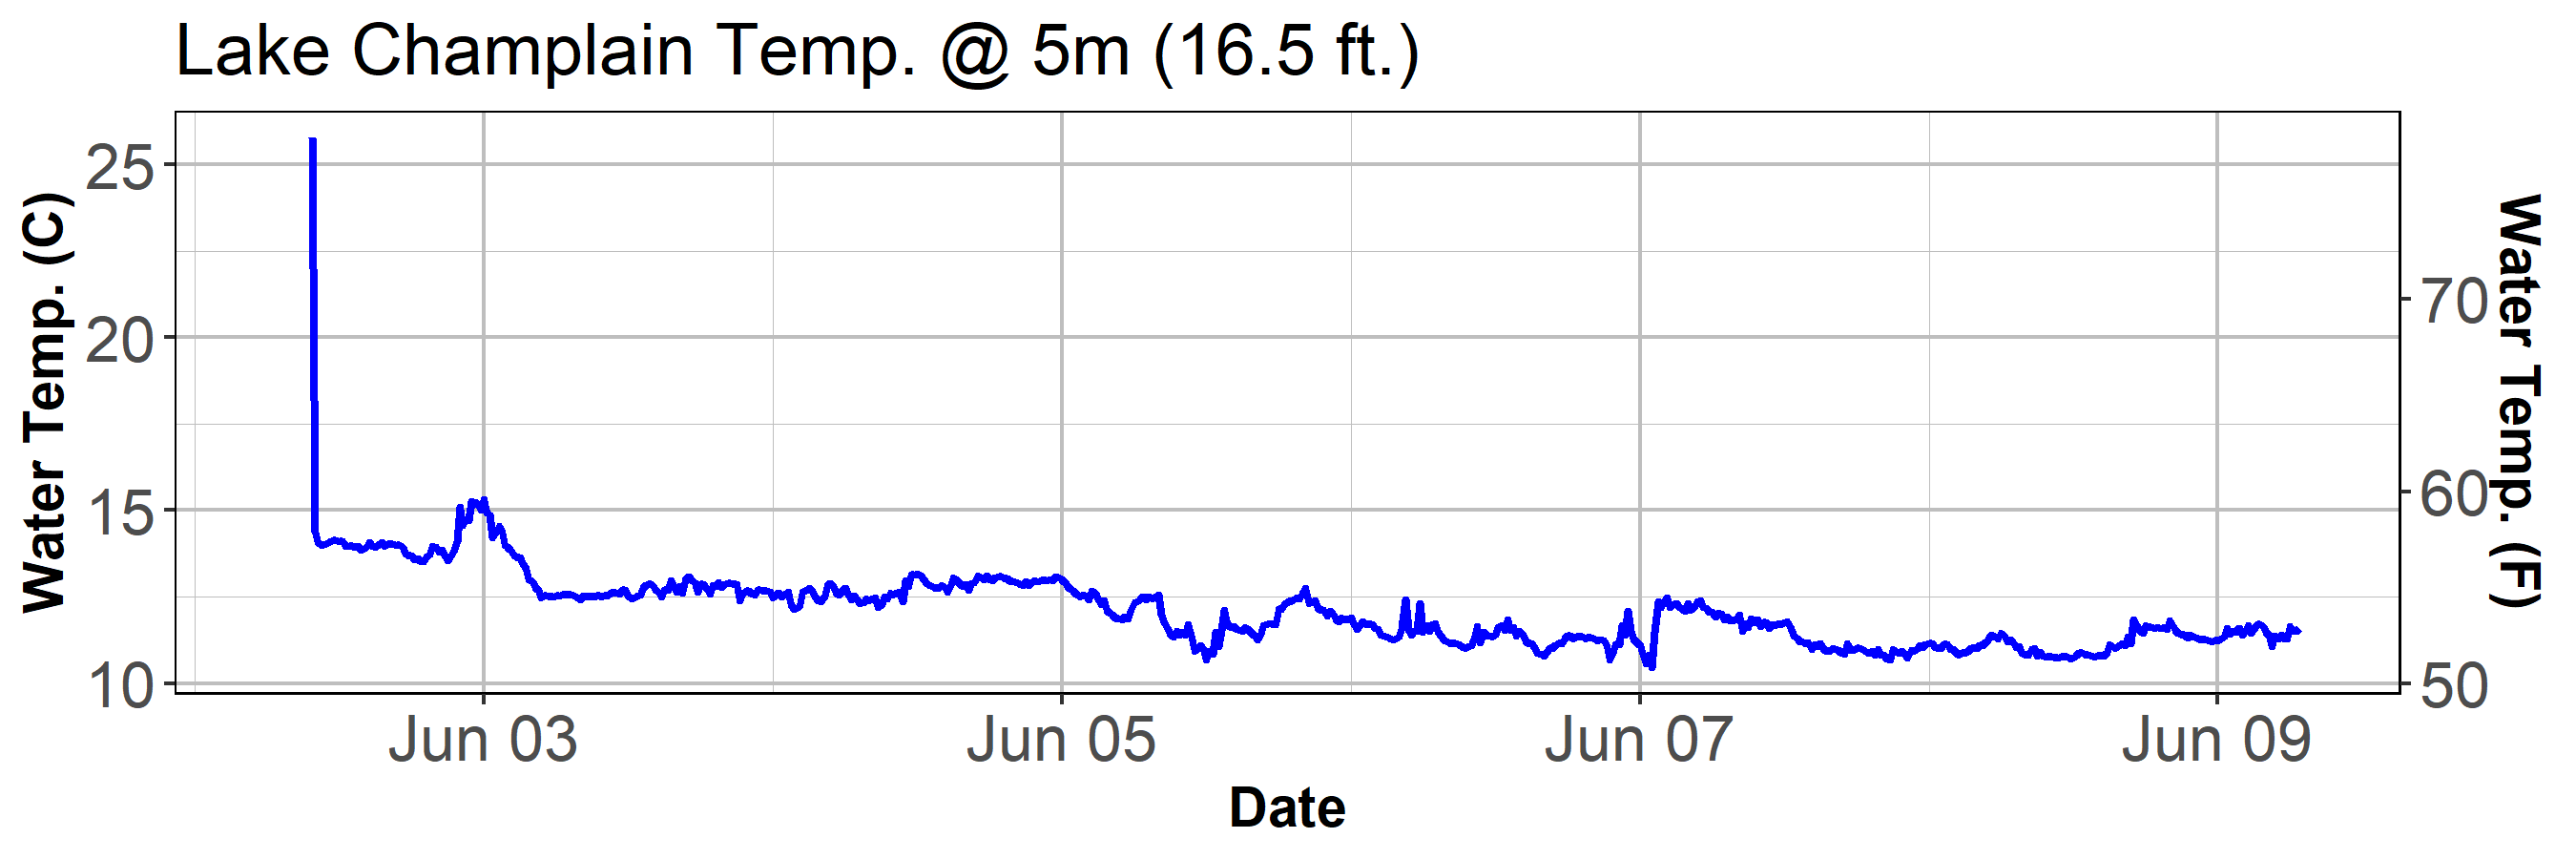 Lake Champlain Temp. @ 5m (16.5 ft.)
Water Temp. (C)
25
20
15
10
70
60
50
Water Temp. (F)
Jun 03
Jun 05
Jun 07
Jun 09
Date